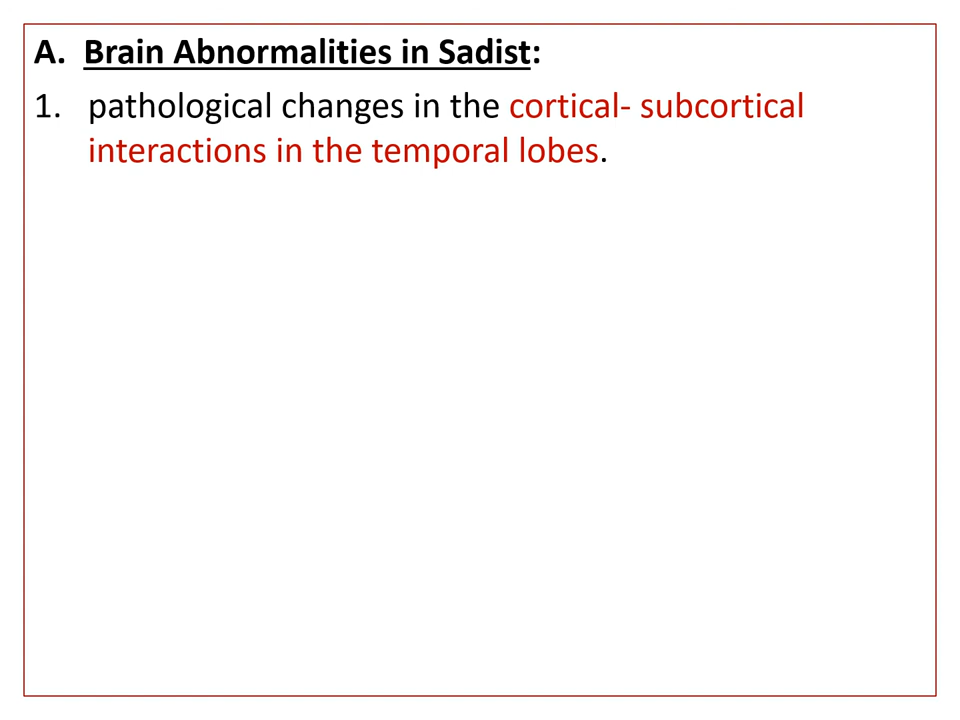 A. Brain Abnormalities in Sadist:
1. pathological changes in the cortical- subcortical
interactions in the temporal lobes.